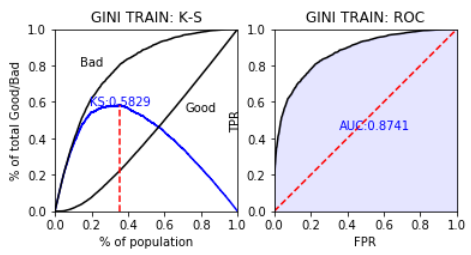 GINI TRAIN: K-S
% of total Good/Bad
1.0
0.8
0.6
0.4
0.2
0.0
Bad
KS:0.5829
Good
0.0 0.2 0.4 0.6 0.8 1.0
% of population
GINI TRAIN: ROC
TPR
1.0
0.8
0.6
0.4
0.2
0.0
AUC:0.8741
0.0 0.2 0.4 0.6 0.8 1.0
FPR